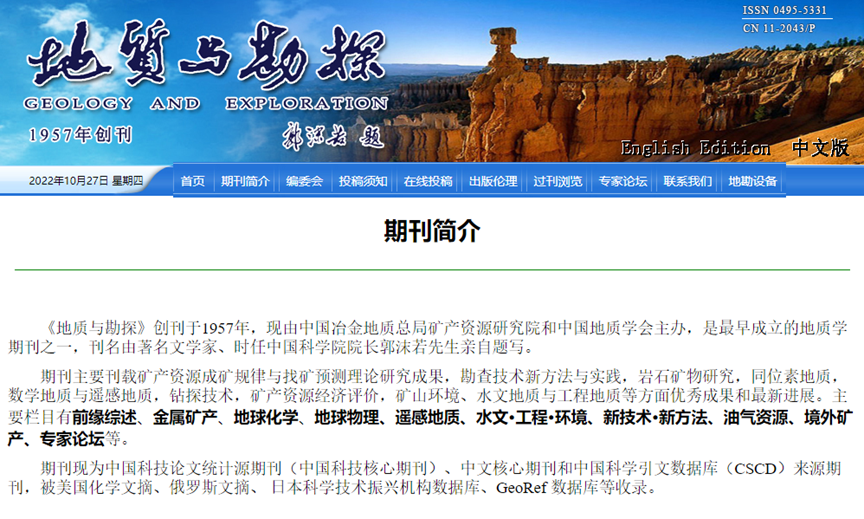 ISSN 0495-5331
CN 11-2043/P
地質与勘探
GEOLOGY AND EXPLORATION
1957年创刊
郭沫若 题
English Edition 中文版
2022年10月27日 星期四
首页 期刊简介 编委会 投稿须知 在线投稿 出版伦理 过刊浏览 专家论坛 联系我们 地勘设备
期刊简介
《地质与勘探》创刊于1957年，现由中国冶金地质总局矿产资源研究院和中国地质学会主办，是最早成立的地质学
期刊之一，刊名由著名文学家、时任中国科学院院长郭沫若先生亲自题写。
期刊主要刊载矿产资源成矿规律与找矿预测理论研究成果，勘查技术新方法与实践，岩石矿物研究，同位素地质，
数学地质与遥感地质，钻探技术，矿产资源经济评价，矿山环境、水文地质与工程地质等方面优秀成果和最新进展。主
要栏目有前缘综述、金属矿产、地球化学、地球物理、遥感地质、水文•工程•环境、新技术•新方法、油气资源、境外矿
产、专家论坛等。
期刊现为中国科技论文统计源期刊（中国科技核心期刊）、中文核心期刊和中国科学引文数据库（CSCD）来源期
刊，被美国化学文摘、俄罗斯文摘、 日本科学技术振兴机构数据库、GeoRef 数据库等收录。